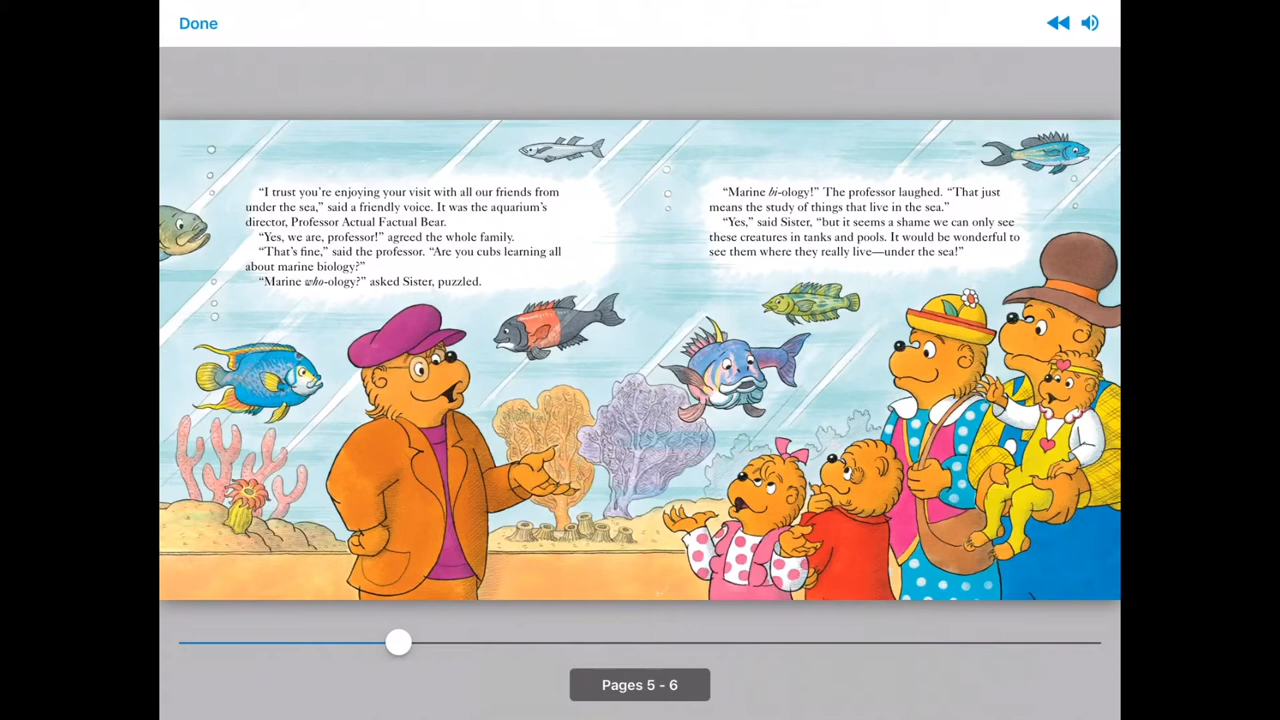 Done
“I trust you’re enjoying your visit with all our friends from
under the sea,” said a friendly voice. It was the aquarium’s
director, Professor Actual Factual Bear.
“Yes, we are, professor!” agreed the whole family.
“That’s fine,” said the professor. “Are you cubs learning all
about marine biology?”
“Marine who-ology?” asked Sister, puzzled.
“Marine bi-ology!” The professor laughed. “That just
means the study of things that live in the sea.”
“Yes,” said Sister, “but it seems a shame we can only see
these creatures in tanks and pools. It would be wonderful to
see them where they really live—under the sea!”
Pages 5 - 6